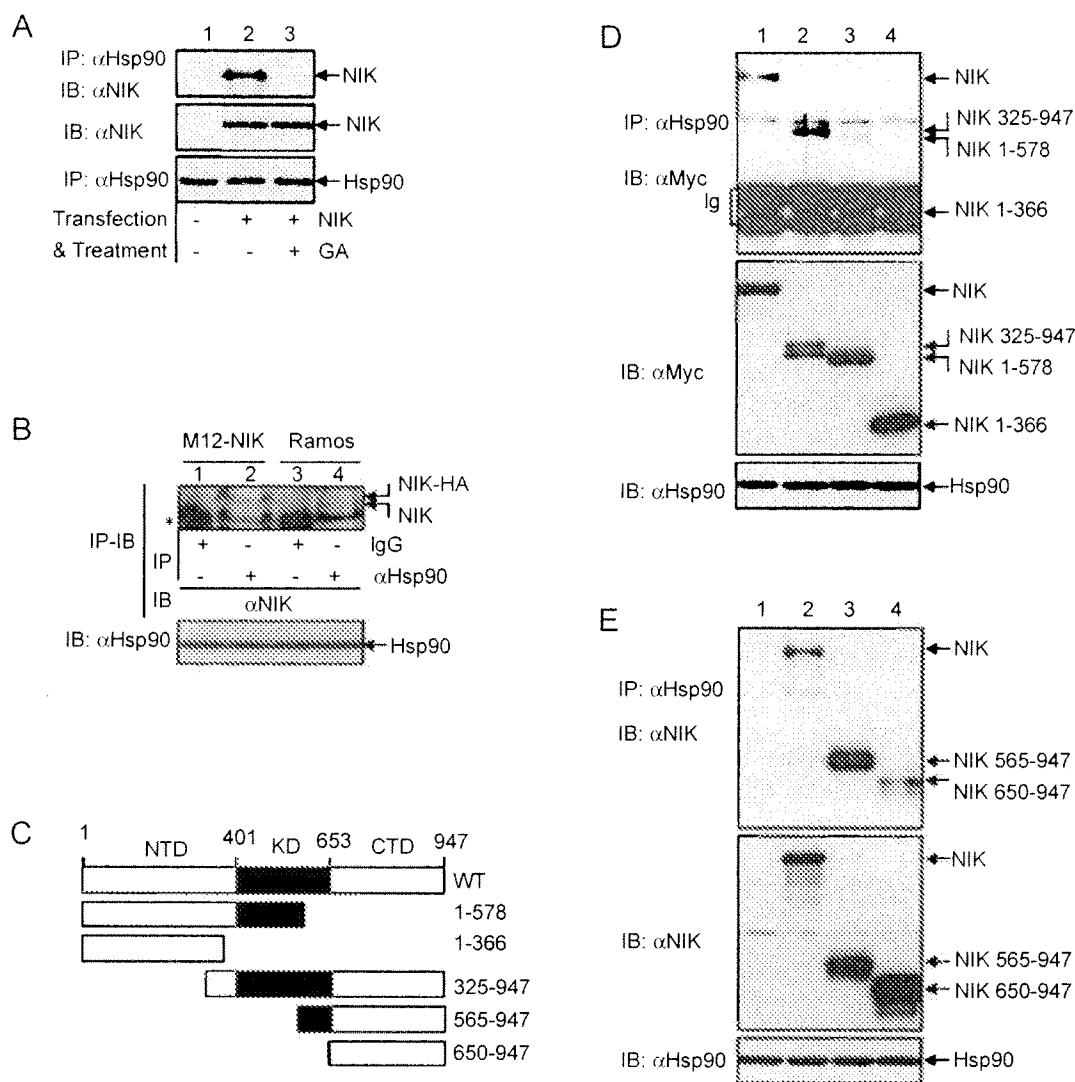 A
1 2 3
IP: αHsp90
IB: αNIK
NIK
IB: αNIK
NIK
IP: αHsp90
Hsp90
Transfection - + + NIK
& Treatment + GA
B
M12-NIK Ramos
1 2 3 4
NIK-HA
NIK
*
IP-IB
IP
+ - + - IgG
- + - + αHsp90
IB
αNIK
IB: αHsp90
Hsp90
C
1 401 653 947
NTD KD CTD
WT
1-578
1-366
325-947
565-947
650-947
D
1 2 3 4
NIK
IP: αHsp90
NIK 325-947
NIK 1-578
IB: αMyc
Ig
NIK 1-366
NIK
NIK 325-947
IB: αMyc
NIK 1-578
NIK 1-366
IB: αHsp90
Hsp90
E
1 2 3 4
NIK
IP: αHsp90
IB: αNIK
NIK 565-947
NIK 650-947
NIK
IB: αNIK
NIK 565-947
NIK 650-947
IB: αHsp90
Hsp90